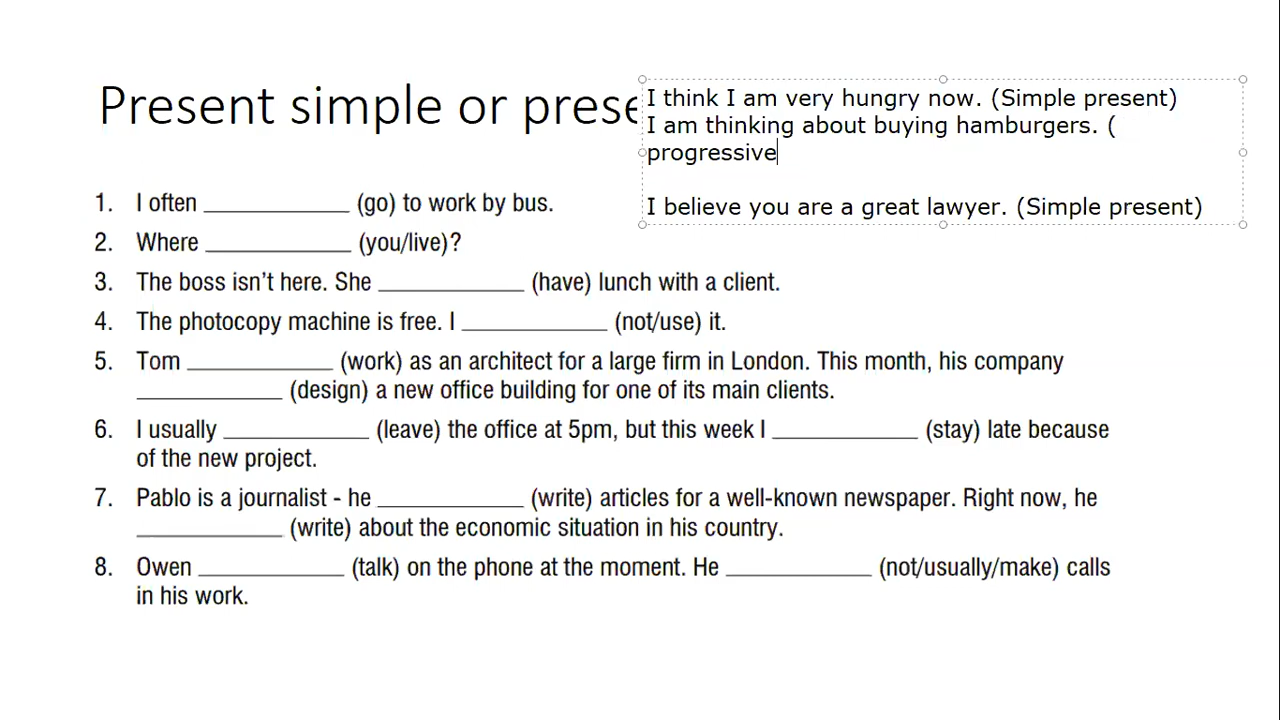 Present simple or prese
I think I am very hungry now. (Simple present)
I am thinking about buying hamburgers. (
progressive
I believe you are a great lawyer. (Simple present)
1. I often ____________ (go) to work by bus.
2. Where ____________ (you/live)?
3. The boss isn't here. She ____________ (have) lunch with a client.
4. The photocopy machine is free. I ____________ (not/use) it.
5. Tom ____________ (work) as an architect for a large firm in London. This month, his company
____________ (design) a new office building for one of its main clients.
6. I usually ____________ (leave) the office at 5pm, but this week I ____________ (stay) late because
of the new project.
7. Pablo is a journalist - he ____________ (write) articles for a well-known newspaper. Right now, he
____________ (write) about the economic situation in his country.
8. Owen ____________ (talk) on the phone at the moment. He ____________ (not/usually/make) calls
in his work.